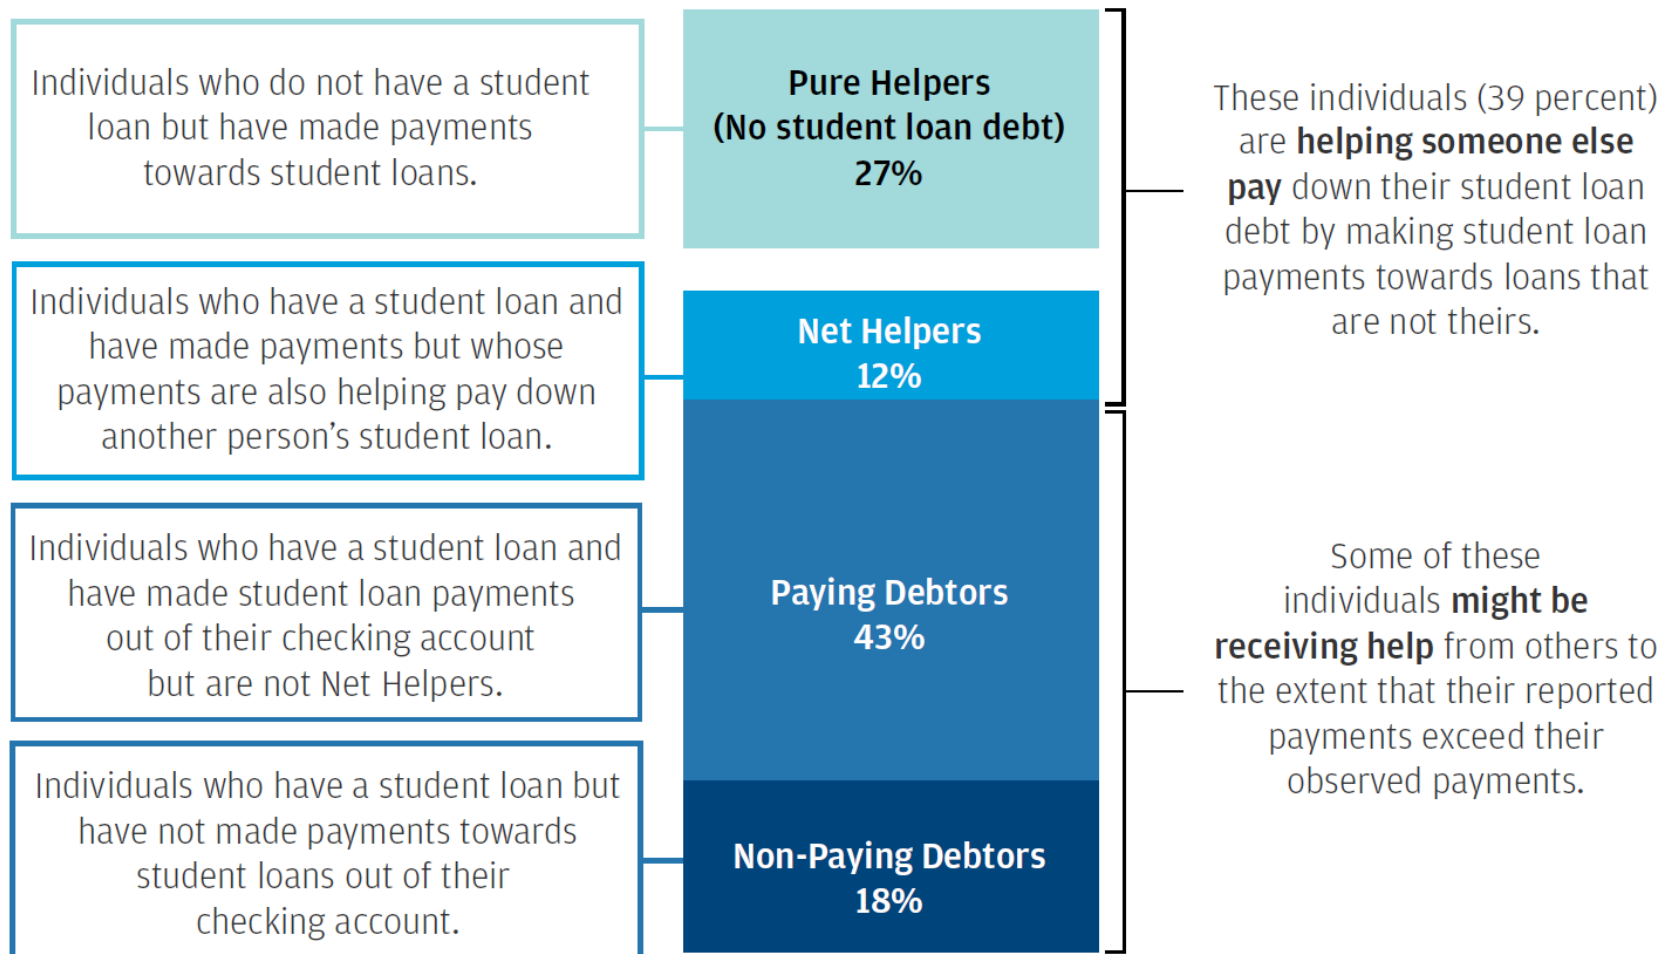 Individuals who do not have a student
loan but have made payments
towards student loans.
Pure Helpers
(No student loan debt)
27%
These individuals (39 percent)
are helping someone else
pay down their student loan
debt by making student loan
payments towards loans that
are not theirs.
Individuals who have a student loan and
have made payments but whose
payments are also helping pay down
another person’s student loan.
Net Helpers
12%
Individuals who have a student loan and
have made student loan payments
out of their checking account
but are not Net Helpers.
Paying Debtors
43%
Some of these
individuals might be
receiving help from others to
the extent that their reported
payments exceed their
observed payments.
Individuals who have a student loan but
have not made payments towards
student loans out of their
checking account.
Non-Paying Debtors
18%